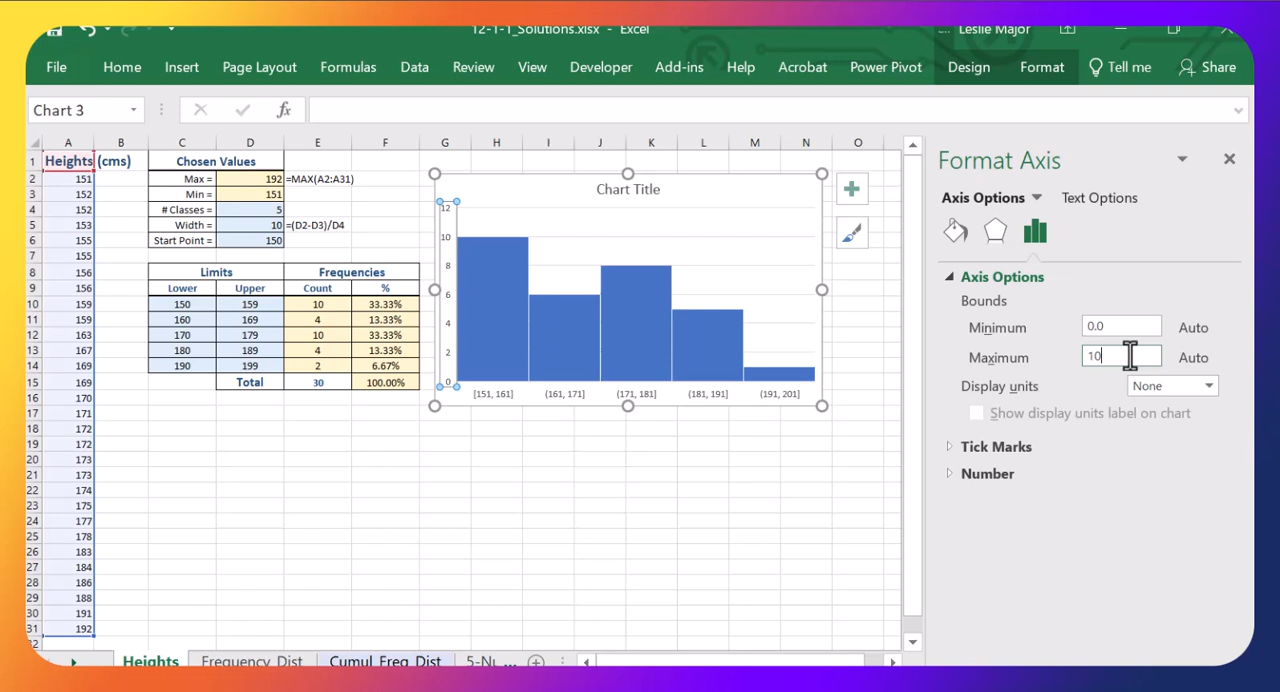 12-1-1_Solutions.xlsx - Excel
Leslie Major
File Home Insert Page Layout Formulas Data Review View Developer Add-ins Help Acrobat Power Pivot Design Format Tell me Share
Chart 3 fx
A B C D E F G H I J K L M N O
1 Heights (cms) Chosen Values
2 151 Max = 192 =MAX(A2:A31)
3 152 Min = 151
4 152 # Classes = 5
5 153 Width = 10 =(D2-D3)/D4
6 155 Start Point = 150
7 155
8 156 Limits Frequencies
9 156 Lower Upper Count %
10 159 150 159 10 33.33%
11 159 160 169 4 13.33%
12 163 170 179 10 33.33%
13 167 180 189 4 13.33%
14 169 190 199 2 6.67%
15 169 Total 30 100.00%
16 170
17 171
18 172
19 172
20 173
21 173
22 174
23 175
24 177
25 178
26 183
27 184
28 186
29 188
30 191
31 192
32
Chart Title
12
10
8
6
4
2
0
[151, 161] (161, 171] (171, 181] (181, 191] (191, 201]
Format Axis
Axis Options Text Options
Axis Options
Bounds
Minimum 0.0 Auto
Maximum 10 Auto
Display units None
Show display units label on chart
Tick Marks
Number
Heights Frequency_Dist Cumul_Freq_Dist 5-Nu ...